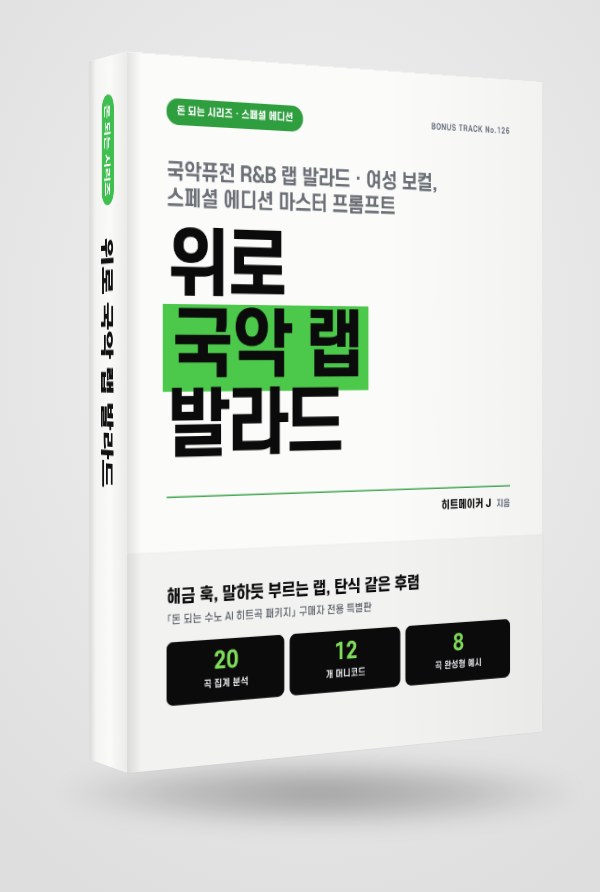 돈 되는 시리즈
위로 국악 랩 발라드
돈 되는 시리즈 · 스페셜 에디션
BONUS TRACK No.126
국악퓨전 R&B 랩 발라드 · 여성 보컬,
스페셜 에디션 마스터 프롬프트
위로
국악 랩
발라드
히트메이커 J 지음
해금 훅, 말하듯 부르는 랩, 탄식 같은 후렴
『돈 되는 수노 AI 히트곡 패키지』 구매자 전용 특별판
20
곡 집계 분석
12
개 머니코드
8
곡 완성형 예시